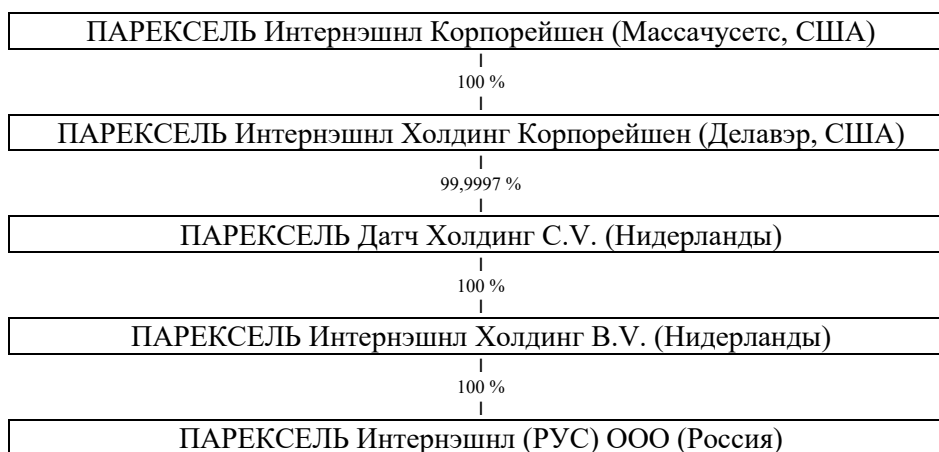 ПАРЕКСЕЛЬ Интернэшнл Корпорейшен (Массачусетс, США)
100 %
ПАРЕКСЕЛЬ Интернэшнл Холдинг Корпорейшен (Делавэр, США)
99,9997 %
ПАРЕКСЕЛЬ Датч Холдинг C.V. (Нидерланды)
100 %
ПАРЕКСЕЛЬ Интернэшнл Холдинг B.V. (Нидерланды)
100 %
ПАРЕКСЕЛЬ Интернэшнл (РУС) ООО (Россия)